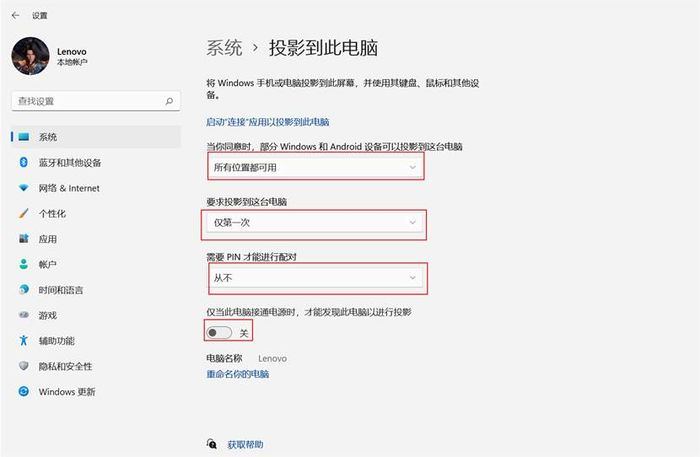 设置
Lenovo
本地帐户
查找设置
系统
蓝牙和其他设备
网络 & Internet
个性化
应用
帐户
时间和语言
游戏
辅助功能
隐私和安全性
Windows 更新
系统 › 投影到此电脑
将 Windows 手机或电脑投影到此屏幕，并使用其键盘、鼠标和其他设
备。
启动“连接”应用以投影到此电脑
当你同意时，部分 Windows 和 Android 设备可以投影到这台电脑
所有位置都可用
要求投影到这台电脑
仅第一次
需要 PIN 才能进行配对
从不
仅当此电脑接通电源时，才能发现此电脑以进行投影
关
电脑名称 Lenovo
重命名你的电脑
获取帮助